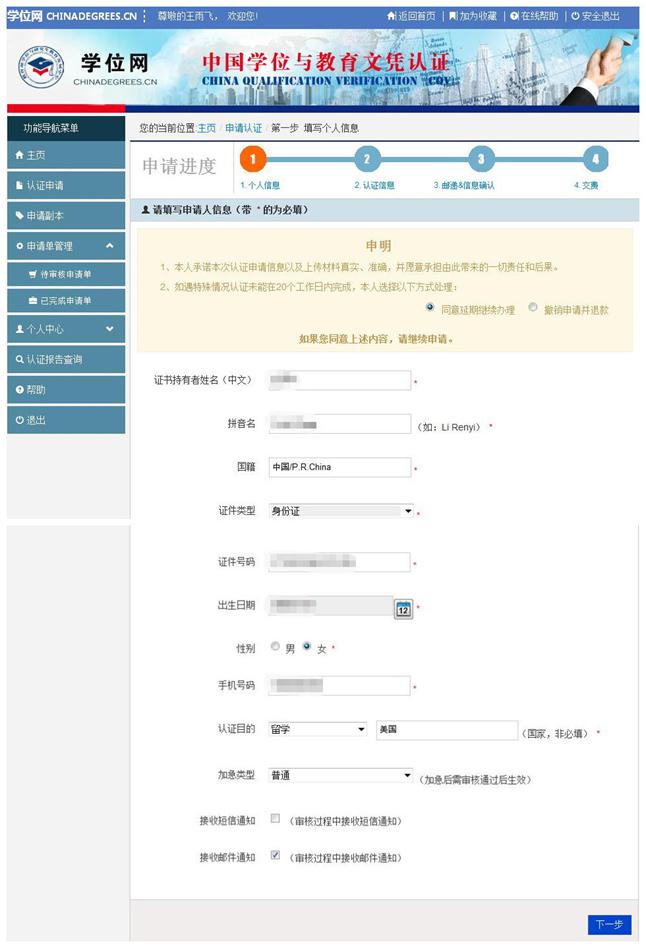 学位网 CHINADEGREES.CN 尊敬的王雨飞， 欢迎您!
返回首页 | 加为收藏 | 在线帮助 | 安全退出
学位网
CHINADEGREES.CN
中国学位与教育文凭认证
CHINA QUALIFICATION VERIFICATION (CQV)
功能导航菜单
主页
认证申请
申请副本
申请单管理
待审核申请单
已完成申请单
个人中心
认证报告查询
帮助
退出
您的当前位置:主页 / 申请认证 / 第一步 填写个人信息
申请进度
1 2 3 4
1.个人信息 2.认证信息 3.邮递&信息确认 4.交费
请填写申请人信息（带 * 的为必填）
申明
1、本人承诺本次认证申请信息以及上传材料真实、准确，并愿意承担由此带来的一切责任和后果。
2、如遇特殊情况认证未能在20个工作日内完成，本人选择以下方式处理：
同意延期继续办理 撤销申请并退款
如果您同意上述内容，请继续申请。
证书持有者姓名（中文） *
拼音名 （如：Li Renyi） *
国籍 中国/P.R.China *
证件类型 身份证 *
证件号码 *
出生日期 12 *
性别 男 女 *
手机号码 *
认证目的 留学 美国 （国家，非必填） *
加急类型 普通 （加急后需审核通过后生效）
接收短信通知 （审核过程中接收短信通知）
接收邮件通知 （审核过程中接收邮件通知）
下一步